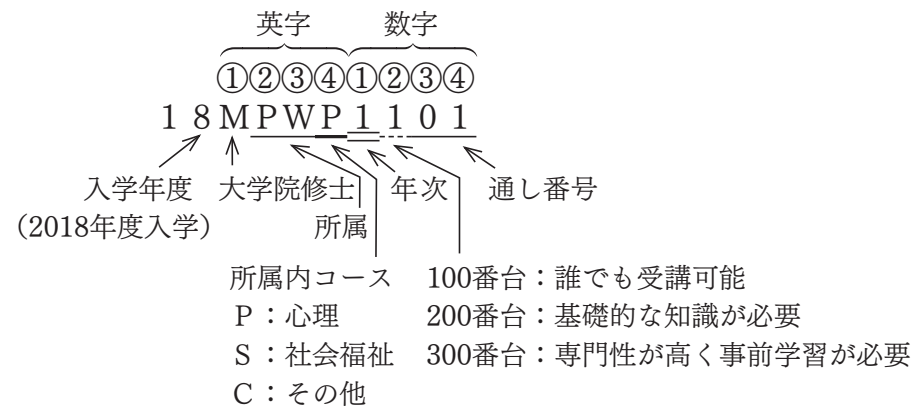 英字 数字
①②③④①②③④
18MPWP1101
入学年度 大学院修士 年次 通し番号
（2018年度入学） 所属
所属内コース 100番台：誰でも受講可能
P：心理 200番台：基礎的な知識が必要
S：社会福祉 300番台：専門性が高く事前学習が必要
C：その他